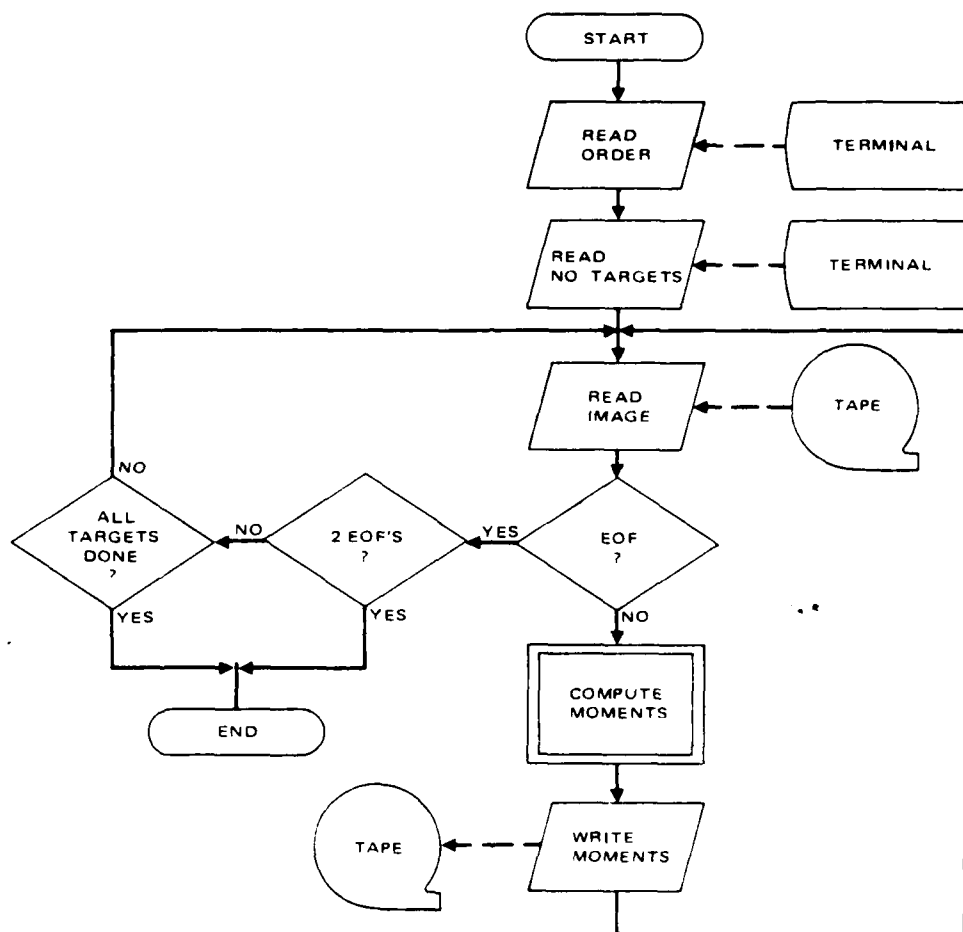 START
READ
ORDER
TERMINAL
READ
NO TARGETS
TERMINAL
READ
IMAGE
TAPE
NO
ALL
TARGETS
DONE
?
NO
2 EOF'S
?
YES
EOF
?
YES
YES
NO
COMPUTE
MOMENTS
END
TAPE
WRITE
MOMENTS